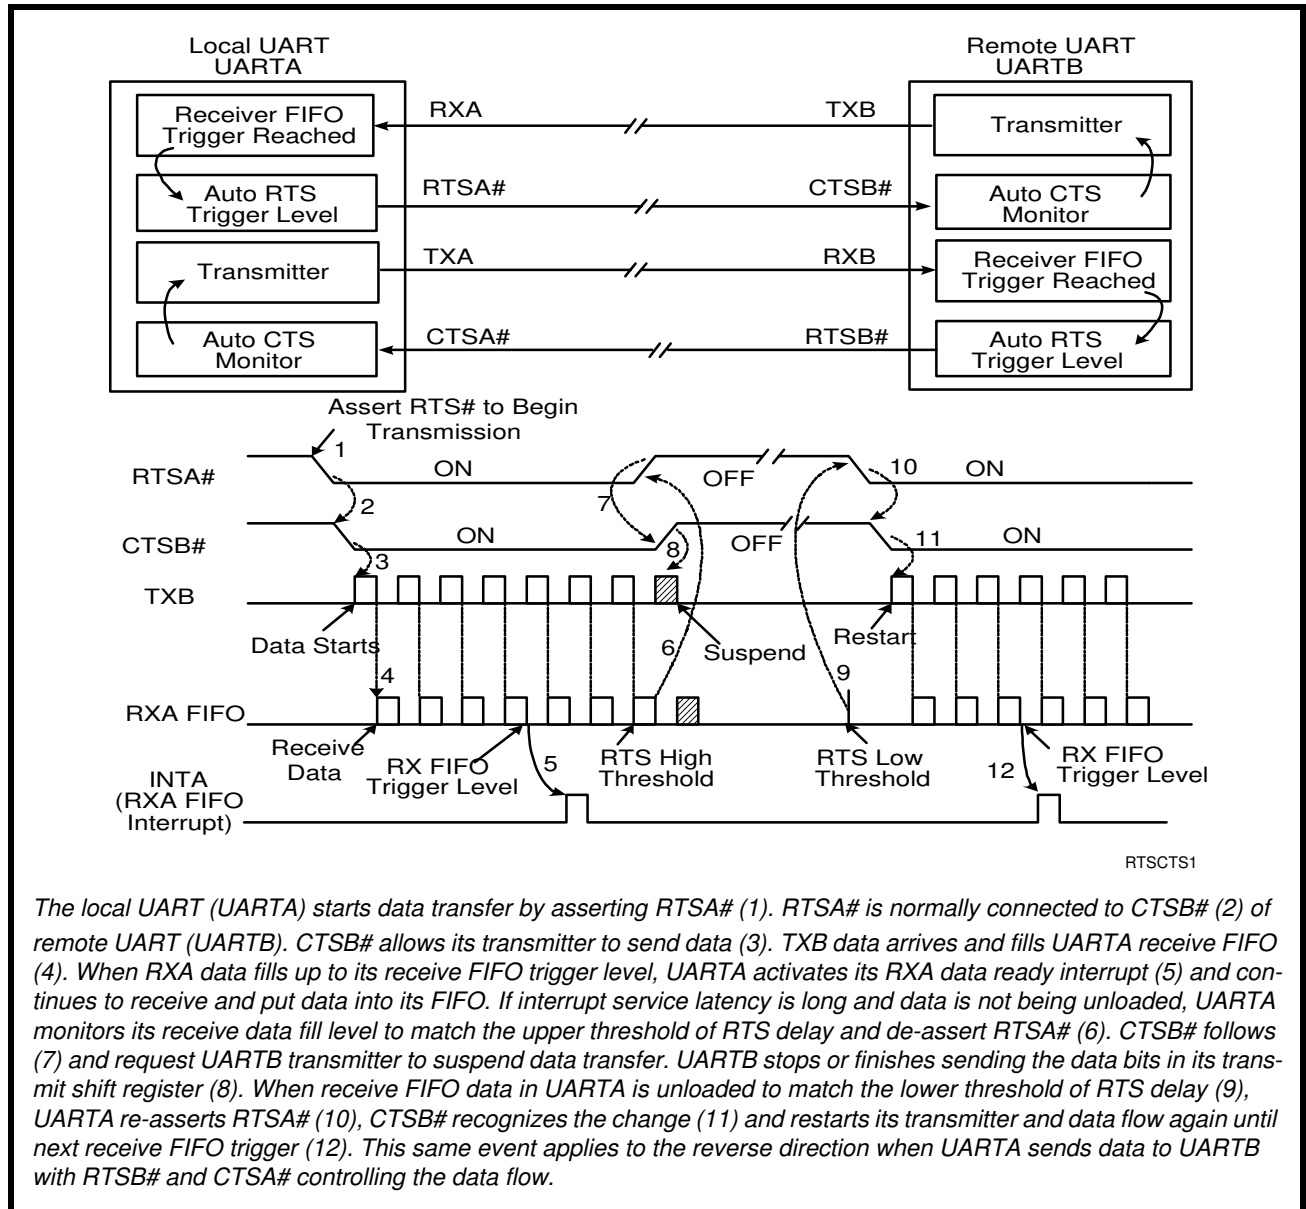 Local UART
UARTA
Remote UART
UARTB
Receiver FIFO
Trigger Reached
RXA
TXB
Transmitter
Auto RTS
Trigger Level
RTSA#
CTSB#
Auto CTS
Monitor
Transmitter
TXA
RXB
Receiver FIFO
Trigger Reached
Auto CTS
Monitor
CTSA#
RTSB#
Auto RTS
Trigger Level
Assert RTS# to Begin
Transmission
1
RTSA#
ON
OFF
10
ON
2
7
CTSB#
ON
8
OFF
11
ON
3
TXB
Data Starts
6
Suspend
Restart
4
9
RXA FIFO
Receive
Data
RX FIFO
Trigger Level
5
RTS High
Threshold
RTS Low
Threshold
12
RX FIFO
Trigger Level
INTA
(RXA FIFO
Interrupt)
RTSCTS1
The local UART (UARTA) starts data transfer by asserting RTSA# (1). RTSA# is normally connected to CTSB# (2) of
remote UART (UARTB). CTSB# allows its transmitter to send data (3). TXB data arrives and fills UARTA receive FIFO
(4). When RXA data fills up to its receive FIFO trigger level, UARTA activates its RXA data ready interrupt (5) and con-
tinues to receive and put data into its FIFO. If interrupt service latency is long and data is not being unloaded, UARTA
monitors its receive data fill level to match the upper threshold of RTS delay and de-assert RTSA# (6). CTSB# follows
(7) and request UARTB transmitter to suspend data transfer. UARTB stops or finishes sending the data bits in its trans-
mit shift register (8). When receive FIFO data in UARTA is unloaded to match the lower threshold of RTS delay (9),
UARTA re-asserts RTSA# (10), CTSB# recognizes the change (11) and restarts its transmitter and data flow again until
next receive FIFO trigger (12). This same event applies to the reverse direction when UARTA sends data to UARTB
with RTSB# and CTSA# controlling the data flow.